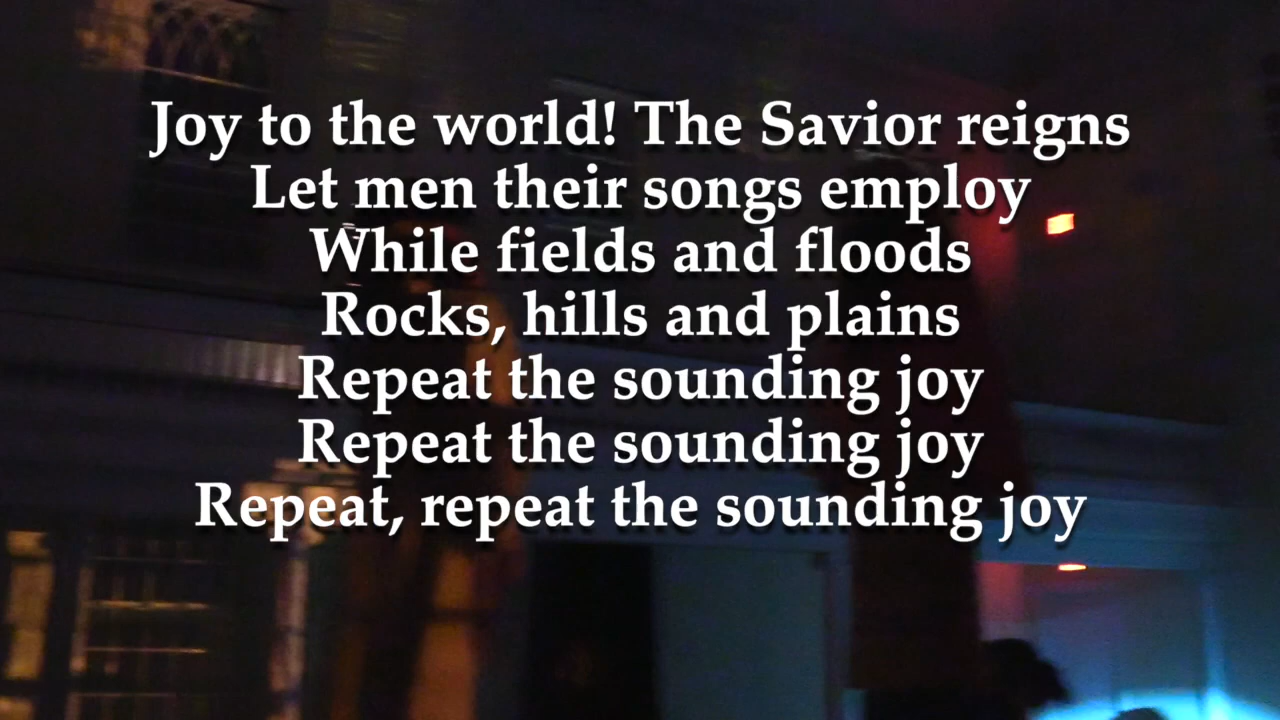 Joy to the world! The Savior reigns
Let men their songs employ
While fields and floods
Rocks, hills and plains
Repeat the sounding joy
Repeat the sounding joy
Repeat, repeat the sounding joy